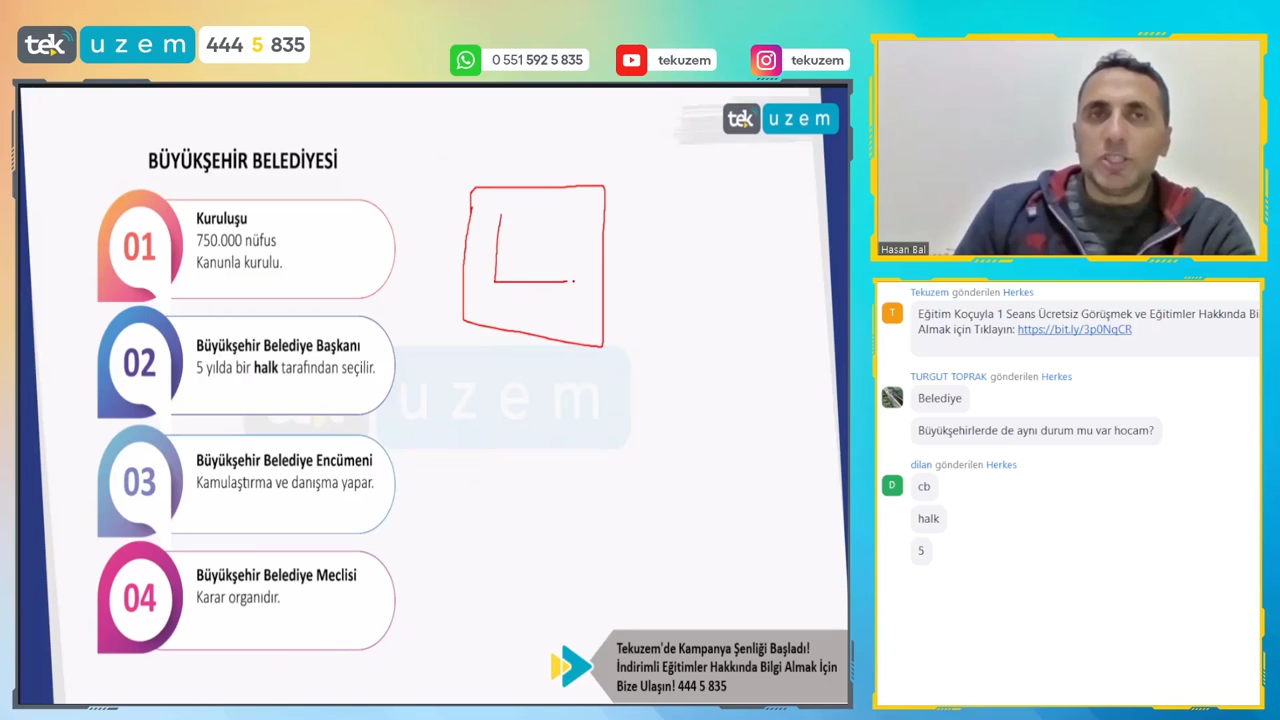 tek uzem 444 5 835
0 551 592 5 835
tekuzem
tekuzem
tek uzem
BÜYÜKŞEHİR BELEDİYESİ
01
Kuruluşu
750.000 nüfus
Kanunla kurulu.
02
Büyükşehir Belediye Başkanı
5 yılda bir halk tarafından seçilir.
03
Büyükşehir Belediye Encümeni
Kamulaştırma ve danışma yapar.
04
Büyükşehir Belediye Meclisi
Karar organıdır.
tek uzem
Tekuzem'de Kampanya Şenliği Başladı!
İndirimli Eğitimler Hakkında Bilgi Almak İçin
Bize Ulaşın! 444 5 835
Hasan Bal
Tekuzem gönderilen Herkes
T
Eğitim Koçuyla 1 Seans Ücretsiz Görüşmek ve Eğitimler Hakkında Bi
Almak için Tıklayın: https://bit.ly/3p0NqCR
TURGUT TOPRAK gönderilen Herkes
Belediye
Büyükşehirlerde de aynı durum mu var hocam?
dilan gönderilen Herkes
D
cb
halk
5